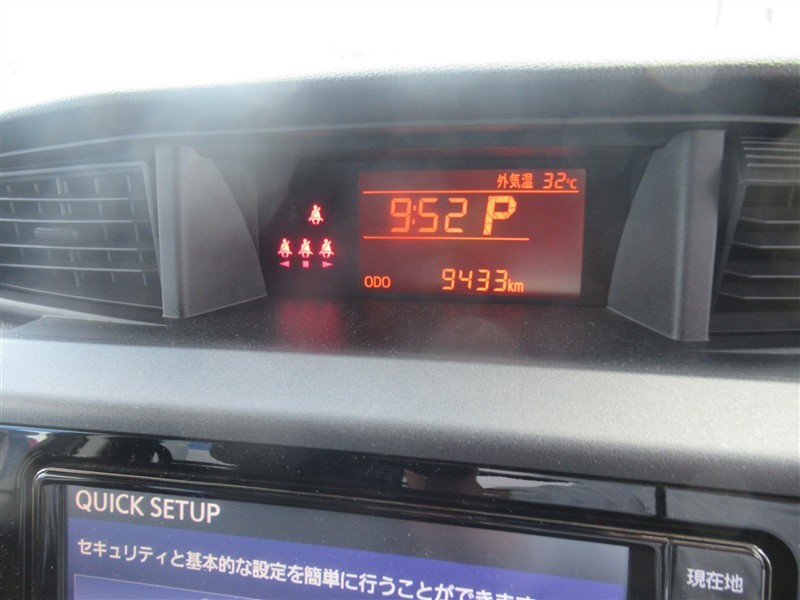 外気温 32℃
9:52 P
ODO 9433km
QUICK SETUP
セキュリティと基本的な設定を簡単に行うことができます
現在地